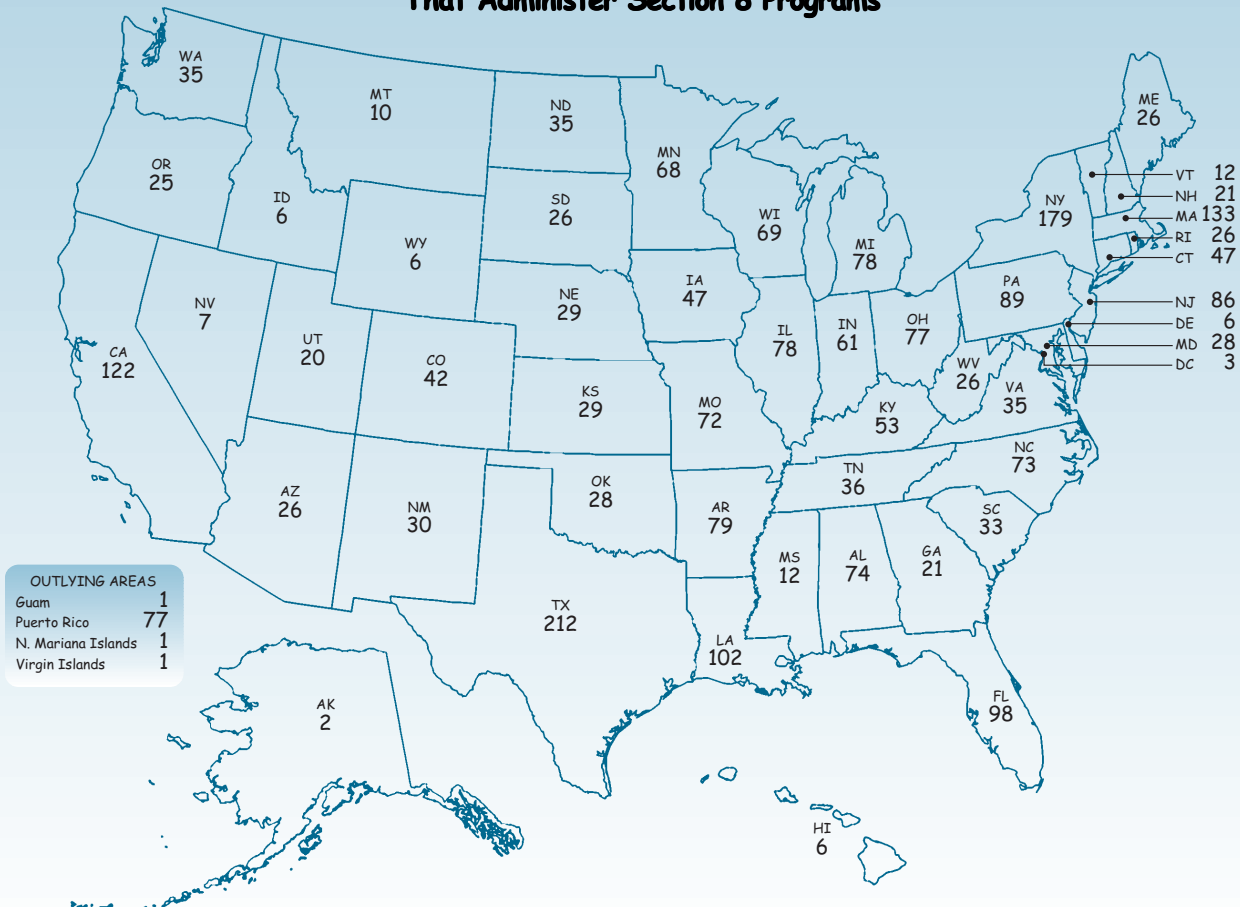 That Administer Section 8 Programs
WA
35
MT
10
ND
35
MN
68
ME
26
OR
25
ID
6
SD
26
WI
69
MI
78
NY
179
VT 12
NH 21
MA 133
RI 26
CT 47
WY
6
NE
29
IA
47
PA
89
NJ 86
DE 6
MD 28
DC 3
NV
7
UT
20
CO
42
IL
78
IN
61
OH
77
CA
122
KS
29
MO
72
KY
53
WV
26
VA
35
AZ
26
NM
30
OK
28
AR
79
TN
36
NC
73
SC
33
MS
12
AL
74
GA
21
TX
212
LA
102
FL
98
OUTLYING AREAS
Guam 1
Puerto Rico 77
N. Mariana Islands 1
Virgin Islands 1
AK
2
HI
6